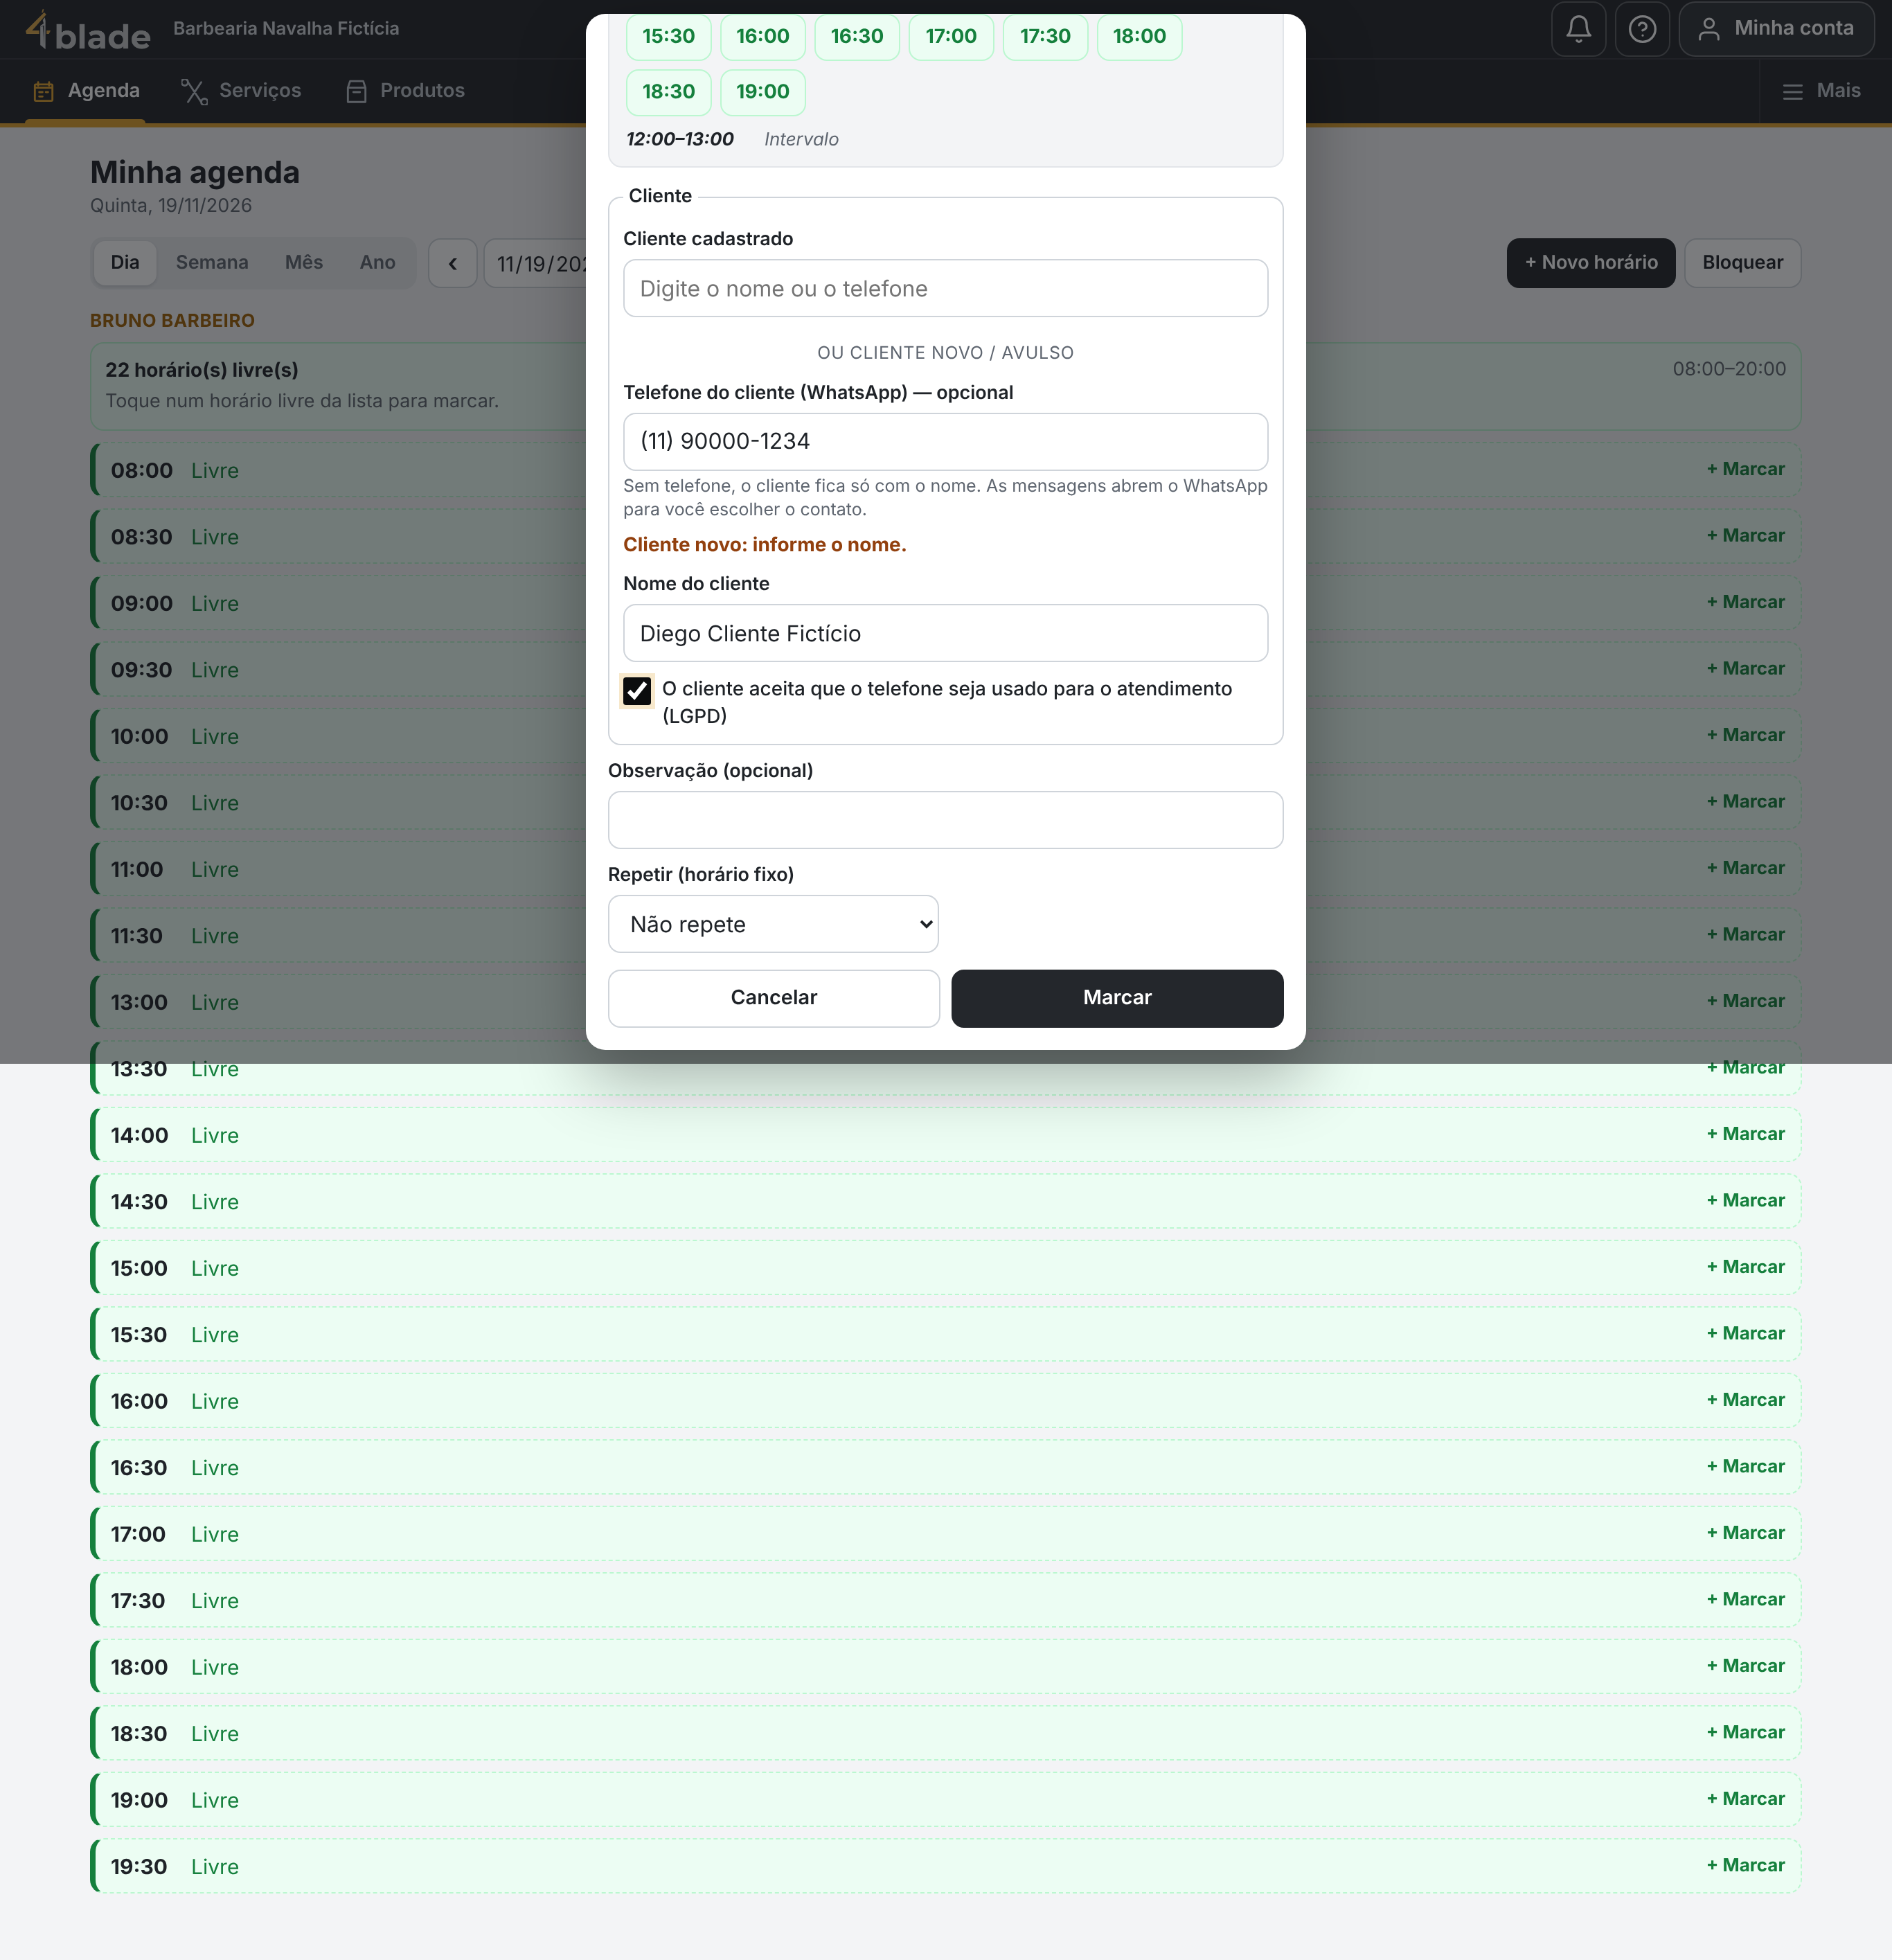 4blade
Barbearia Navalha Fictícia
Minha conta
Agenda
Serviços
Produtos
Mais
Minha agenda
Quinta, 19/11/2026
Dia
Semana
Mês
Ano
‹
11/19/202
+ Novo horário
Bloquear
BRUNO BARBEIRO
22 horário(s) livre(s)
08:00–20:00
Toque num horário livre da lista para marcar.
15:30
16:00
16:30
17:00
17:30
18:00
18:30
19:00
12:00–13:00 Intervalo
Cliente
Cliente cadastrado
Digite o nome ou o telefone
OU CLIENTE NOVO / AVULSO
Telefone do cliente (WhatsApp) — opcional
(11) 90000-1234
Sem telefone, o cliente fica só com o nome. As mensagens abrem o WhatsApp
para você escolher o contato.
Cliente novo: informe o nome.
Nome do cliente
Diego Cliente Fictício
O cliente aceita que o telefone seja usado para o atendimento
(LGPD)
Observação (opcional)
Repetir (horário fixo)
Não repete
Cancelar
Marcar
08:00 Livre + Marcar
08:30 Livre + Marcar
09:00 Livre + Marcar
09:30 Livre + Marcar
10:00 Livre + Marcar
10:30 Livre + Marcar
11:00 Livre + Marcar
11:30 Livre + Marcar
13:00 Livre + Marcar
13:30 Livre + Marcar
14:00 Livre + Marcar
14:30 Livre + Marcar
15:00 Livre + Marcar
15:30 Livre + Marcar
16:00 Livre + Marcar
16:30 Livre + Marcar
17:00 Livre + Marcar
17:30 Livre + Marcar
18:00 Livre + Marcar
18:30 Livre + Marcar
19:00 Livre + Marcar
19:30 Livre + Marcar